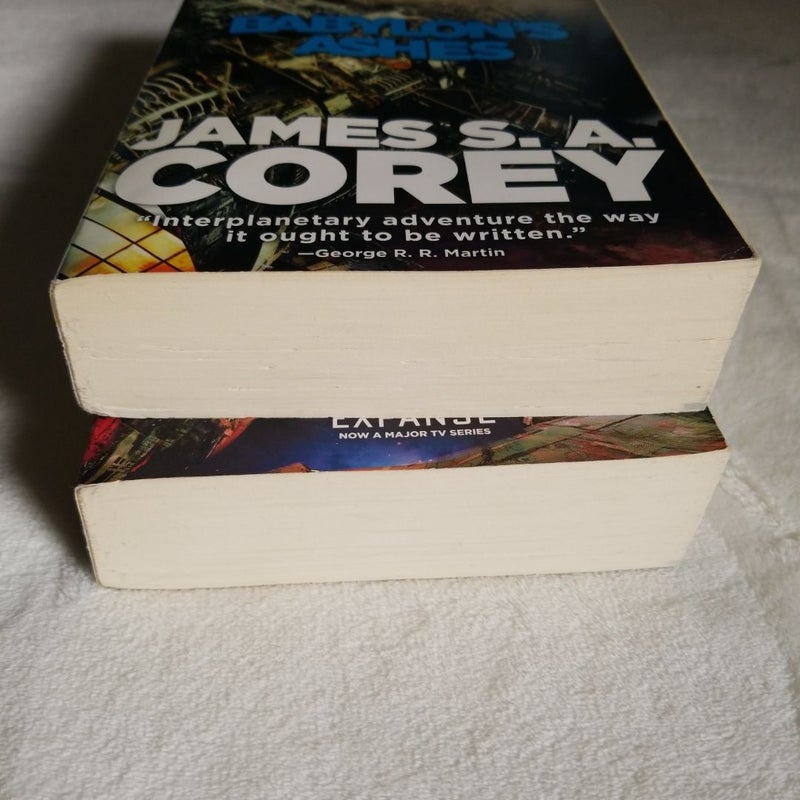 BABYLON'S
ASHES
JAMES S. A.
COREY
“Interplanetary adventure the way
it ought to be written.”
—George R. R. Martin
EXPANSE
NOW A MAJOR TV SERIES